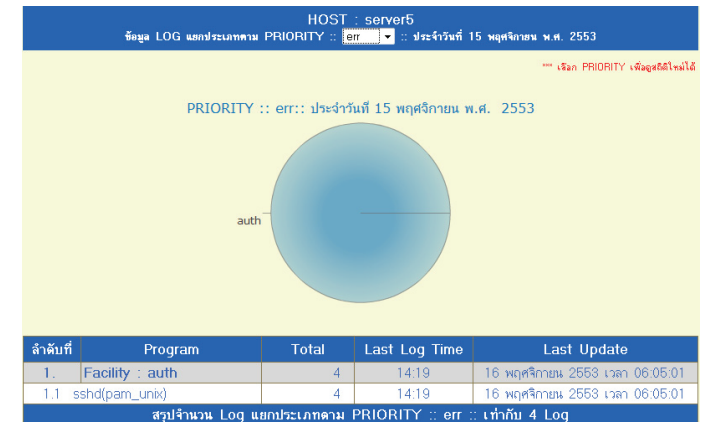 HOST : server5
ข้อมูล LOG แยกประเภทตาม PRIORITY :: err :: ประจำวันที่ 15 พฤศจิกายน พ.ศ. 2553
*** เลือก PRIORITY เพื่อดูสถิติใหม่ได้
PRIORITY :: err:: ประจำวันที่ 15 พฤศจิกายน พ.ศ. 2553
auth
ลำดับที่ Program Total Last Log Time Last Update
1. Facility : auth 4 14:19 16 พฤศจิกายน 2553 เวลา 06:05:01
1.1 sshd(pam_unix) 4 14:19 16 พฤศจิกายน 2553 เวลา 06:05:01
สรุปจำนวน Log แยกประเภทตาม PRIORITY :: err :: เท่ากับ 4 Log